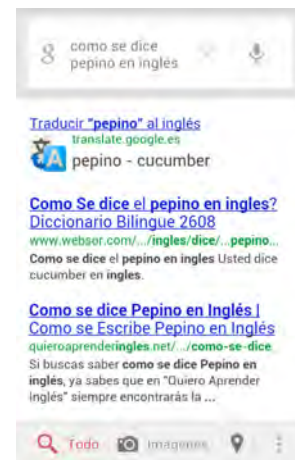 como se dice
pepino en inglés
Traducir "pepino" al inglés
translate.google.es
pepino - cucumber
Como Se dice el pepino en ingles?
Diccionario Bilingue 2608
www.websor.com/.../ingles/dice/...pepino...
Como se dice el pepino en ingles Usted dice
cucumber en ingles.
Como se dice Pepino en Inglés |
Como se Escribe Pepino en Inglés
quieroaprenderingles.net/.../como-se-dice
Si buscas saber como se dice Pepino en
inglés, ya sabes que en "Quiero Aprender
Inglés" siempre encontrarás la ...
Todo Imágenes